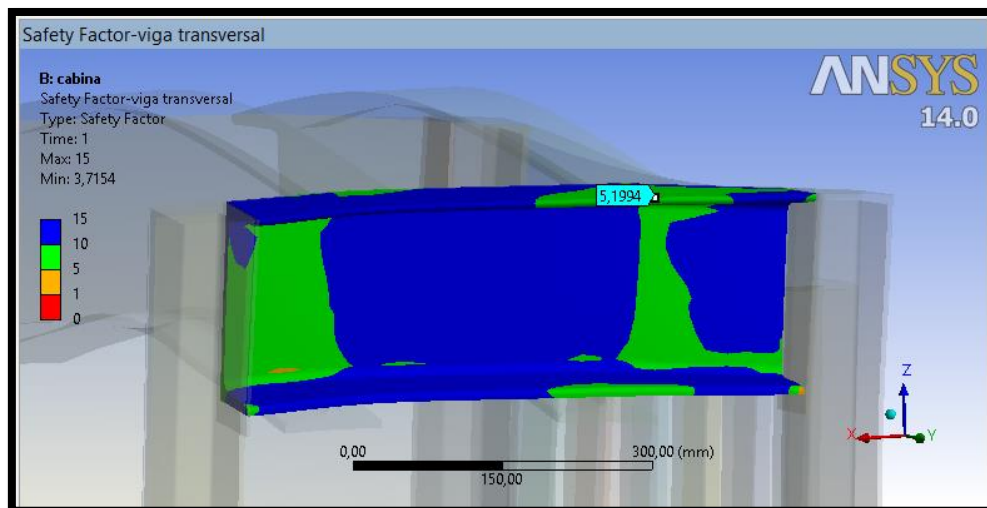 Safety Factor-viga transversal
B: cabina
Safety Factor-viga transversal
Type: Safety Factor
Time: 1
Max: 15
Min: 3,7154
15
10
5
1
0
ANSYS
14.0
5,1994
Z
X
Y
0,00
300,00 (mm)
150,00